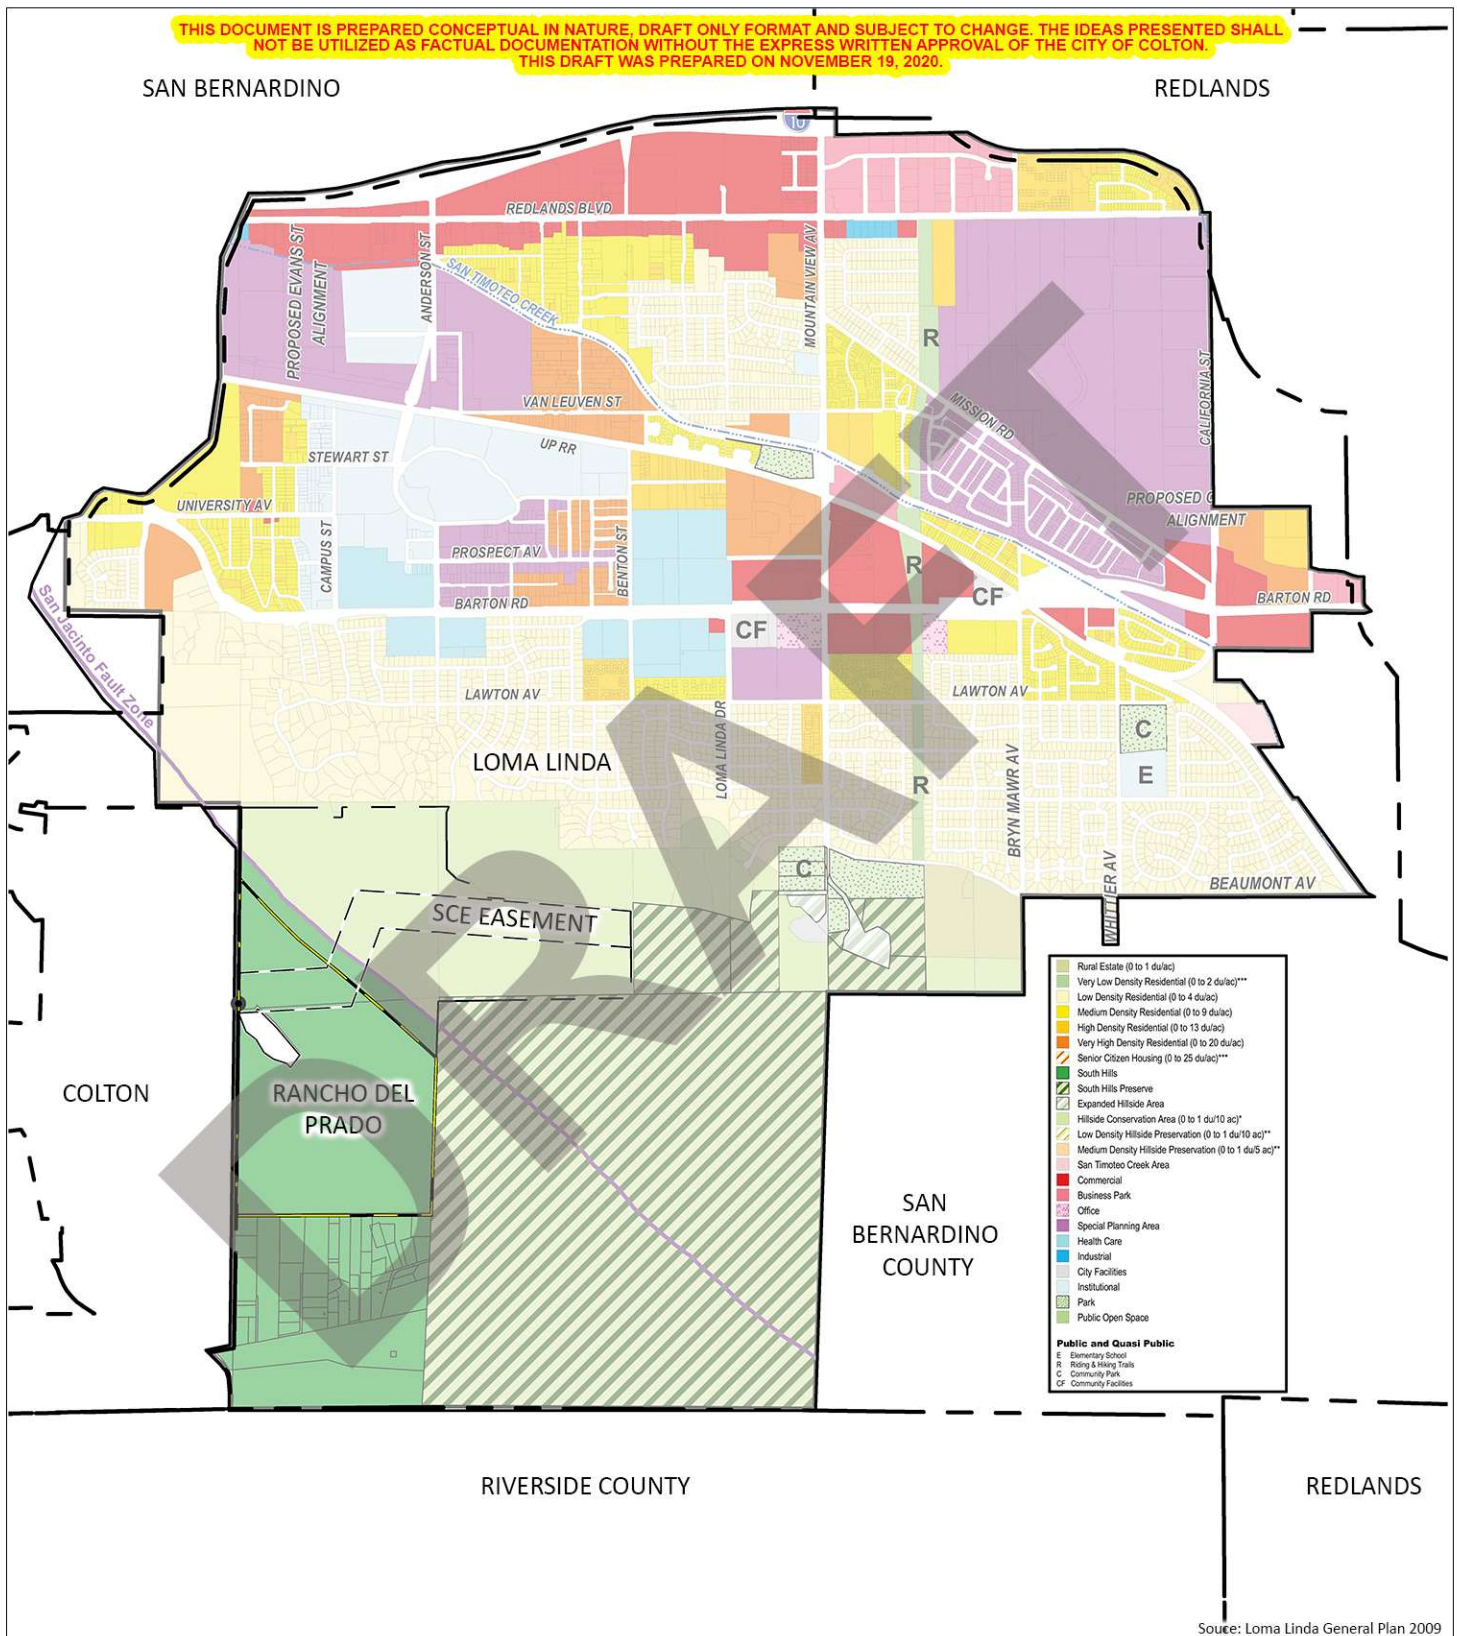 THIS DOCUMENT IS PREPARED CONCEPTUAL IN NATURE, DRAFT ONLY FORMAT AND SUBJECT TO CHANGE. THE IDEAS PRESENTED SHALL
NOT BE UTILIZED AS FACTUAL DOCUMENTATION WITHOUT THE EXPRESS WRITTEN APPROVAL OF THE CITY OF COLTON.
THIS DRAFT WAS PREPARED ON NOVEMBER 19, 2020.
SAN BERNARDINO
REDLANDS
10
REDLANDS BLVD
PROPOSED EVANS ST
ALIGNMENT
ANDERSON ST
SAN TIMOTEO CREEK
MOUNTAIN VIEW AV
R
CALIFORNIA ST
VAN LEUVEN ST
MISSION RD
UP RR
STEWART ST
UNIVERSITY AV
PROPOSED C
ALIGNMENT
CAMPUS ST
PROSPECT AV
BENTON ST
R
BARTON RD
CF
BARTON RD
CF
San Jacinto Fault Zone
LAWTON AV
LAWTON AV
LOMA LINDA
LOMA LINDA DR
C
E
R
BRYN MAWR AV
C
WHITTIER AV
BEAUMONT AV
SCE EASEMENT
COLTON
RANCHO DEL
PRADO
SAN
BERNARDINO
COUNTY
DRAFT
Rural Estate (0 to 1 du/ac)
Very Low Density Residential (0 to 2 du/ac)***
Low Density Residential (0 to 4 du/ac)
Medium Density Residential (0 to 9 du/ac)
High Density Residential (0 to 13 du/ac)
Very High Density Residential (0 to 20 du/ac)
Senior Citizen Housing (0 to 25 du/ac)***
South Hills
South Hills Preserve
Expanded Hillside Area
Hillside Conservation Area (0 to 1 du/10 ac)*
Low Density Hillside Preservation (0 to 1 du/10 ac)**
Medium Density Hillside Preservation (0 to 1 du/5 ac)**
San Timoteo Creek Area
Commercial
Business Park
Office
Special Planning Area
Health Care
Industrial
City Facilities
Institutional
Park
Public Open Space
Public and Quasi Public
E Elementary School
R Riding & Hiking Trails
C Community Park
CF Community Facilities
RIVERSIDE COUNTY
REDLANDS
Souce: Loma Linda General Plan 2009